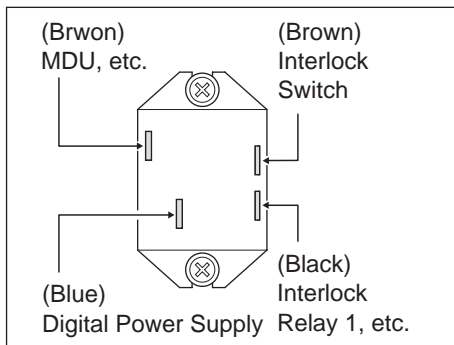 (Brwon)
MDU, etc.
(Brown)
Interlock
Switch
(Blue)
Digital Power Supply
(Black)
Interlock
Relay 1, etc.